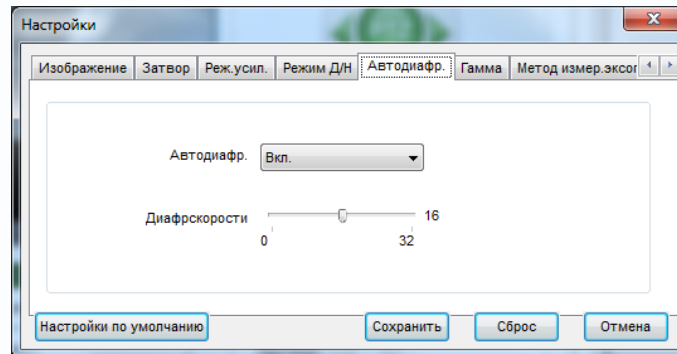 Настройки
Изображение Затвор Реж.усил. Режим Д/Н Автодиафр. Гамма Метод измер.экспо
Автодиафр. Вкл.
Диафрскорости 16
0 32
Настройки по умолчанию Сохранить Сброс Отмена